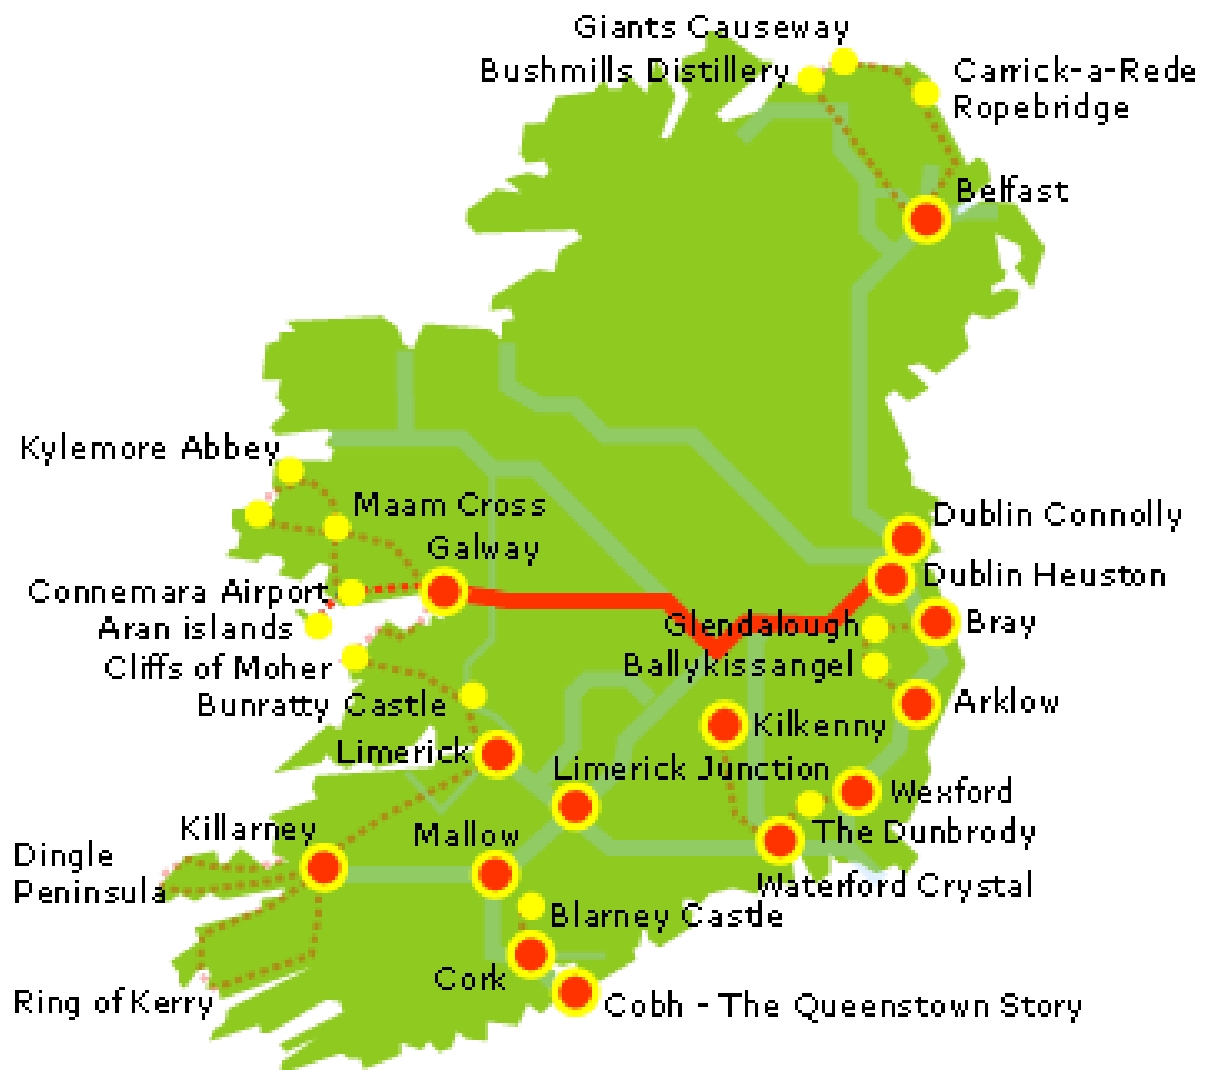 Giants Causeway
Bushmills Distillery
Carrick-a-Rede
Ropebridge
Belfast
Kylemore Abbey
Maam Cross
Galway
Dubln Connolly
Dublin Heuston
Connemara Airport
Aran islands
Glendalough
Bray
Cliffs of Moher
Ballykissangel
Bunratty Castle
Arklow
Kilkenny
Limerick
Limerick Junction
Wexford
Killarney
Mallow
The Dunbrody
Dingle
Peninsula
Waterford Crystal
Blarney Castle
Cork
Ring of Kerry
Cobh - The Queenstown Story